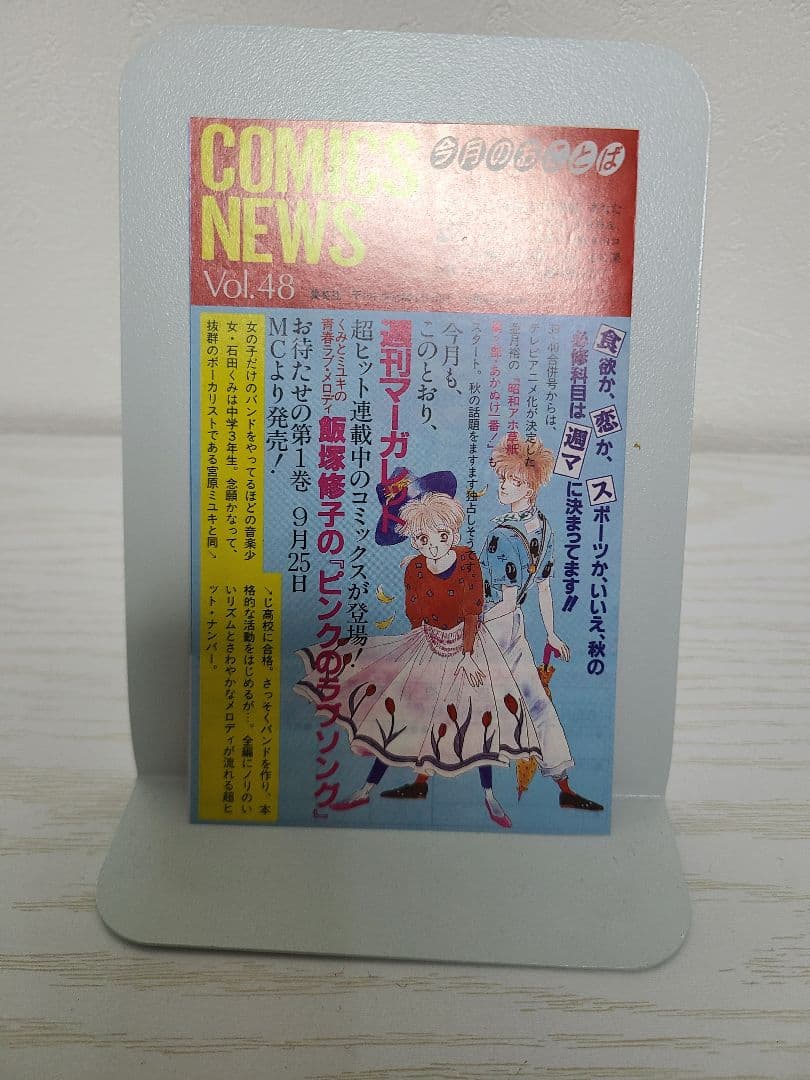 COMICS
NEWS
Vol.48
今月のおことば
食欲か、恋か、スポーツか、いいえ、秋の
必修科目は週マに決まってます!!
39・40合併号からは、
テレビアニメ化が決定した
亜月裕の『昭和アホ草紙
あかぬけ一番!』も
スタート。秋の話題をますます独占しそうです。
今月も、
このとおり、
週刊マーガレット
超ヒット連載中のコミックスが登場!
くみとミユキの
青春ラブ・メロディ
飯塚修子の『ピンクのラブソング』
お待たせの第1巻 9月25日
MCより発売!
女の子だけのバンドをやってるほどの音楽少
女・石田くみは中学3年生。念願かなって、
抜群のボーカリストである宮原ミユキと同↘
↘じ高校に合格。さっそくバンドを作り、本
格的な活動をはじめるが…。全編にノリのい
いリズムとさわやかなメロディが流れる超ヒ
ット・ナンバー。